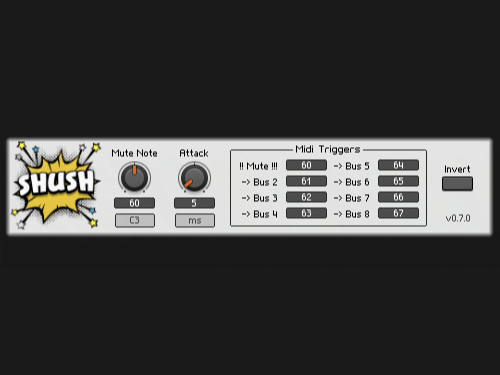 SHUSH
Mute Note
60
C3
Attack
5
ms
Midi Triggers
!! Mute !!! 60 -> Bus 5 64
-> Bus 2 61 -> Bus 6 65
-> Bus 3 62 -> Bus 7 66
-> Bus 4 63 -> Bus 8 67
Invert
v0.7.0